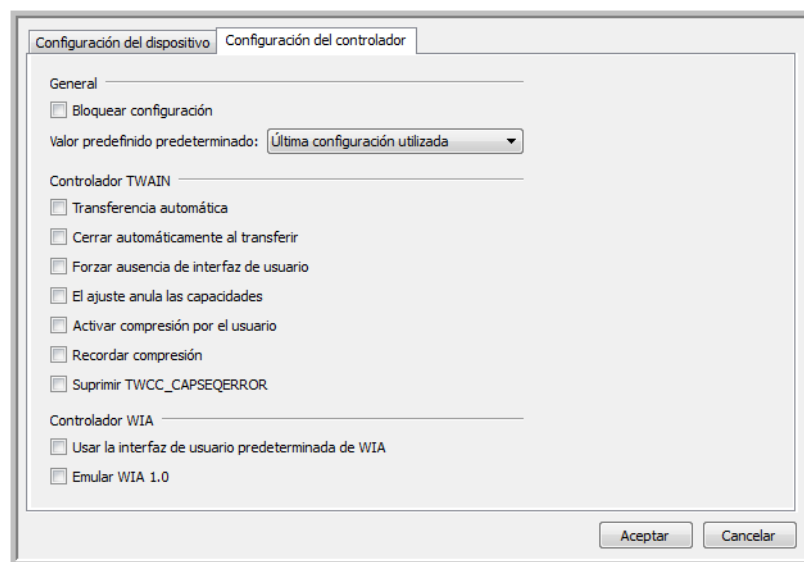 Configuración del dispositivo
Configuración del controlador
General
Bloquear configuración
Valor predefinido predeterminado: Última configuración utilizada
Controlador TWAIN
Transferencia automática
Cerrar automáticamente al transferir
Forzar ausencia de interfaz de usuario
El ajuste anula las capacidades
Activar compresión por el usuario
Recordar compresión
Suprimir TWCC_CAPSEQERROR
Controlador WIA
Usar la interfaz de usuario predeterminada de WIA
Emular WIA 1.0
Aceptar
Cancelar